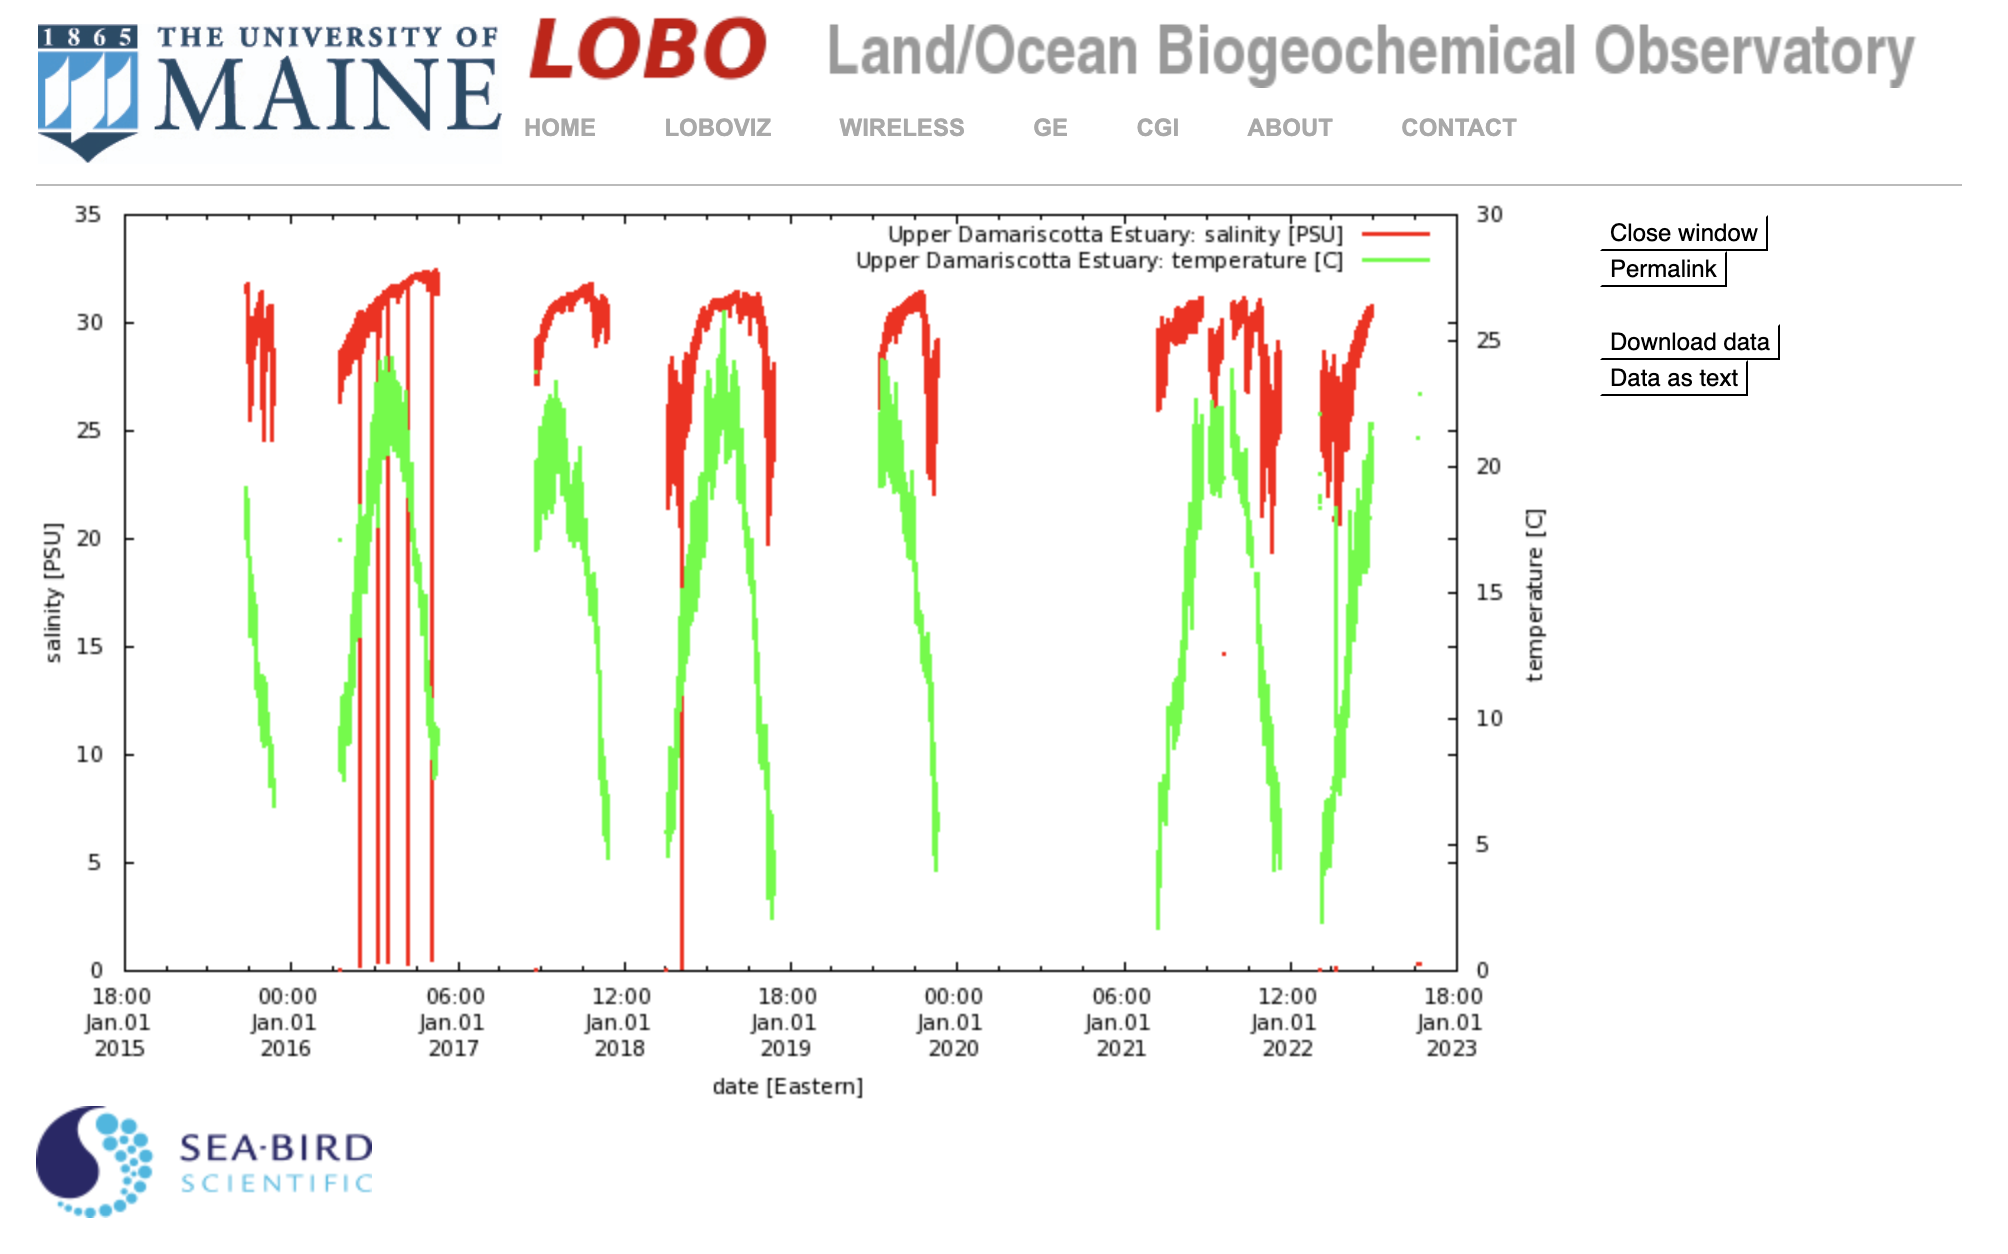 1865
THE UNIVERSITY OF
MAINE
LOBO
Land/Ocean Biogeochemical Observatory
HOME LOBOVIZ WIRELESS GE CGI ABOUT CONTACT
Close window
Permalink
Download data
Data as text
Upper Damariscotta Estuary: salinity [PSU]
Upper Damariscotta Estuary: temperature [C]
35
30
25
20
15
10
5
0
salinity [PSU]
30
25
20
15
10
5
0
temperature [C]
18:00 00:00 06:00 12:00 18:00 00:00 06:00 12:00 18:00
Jan.01 Jan.01 Jan.01 Jan.01 Jan.01 Jan.01 Jan.01 Jan.01 Jan.01
2015 2016 2017 2018 2019 2020 2021 2022 2023
date [Eastern]
SEA·BIRD
SCIENTIFIC